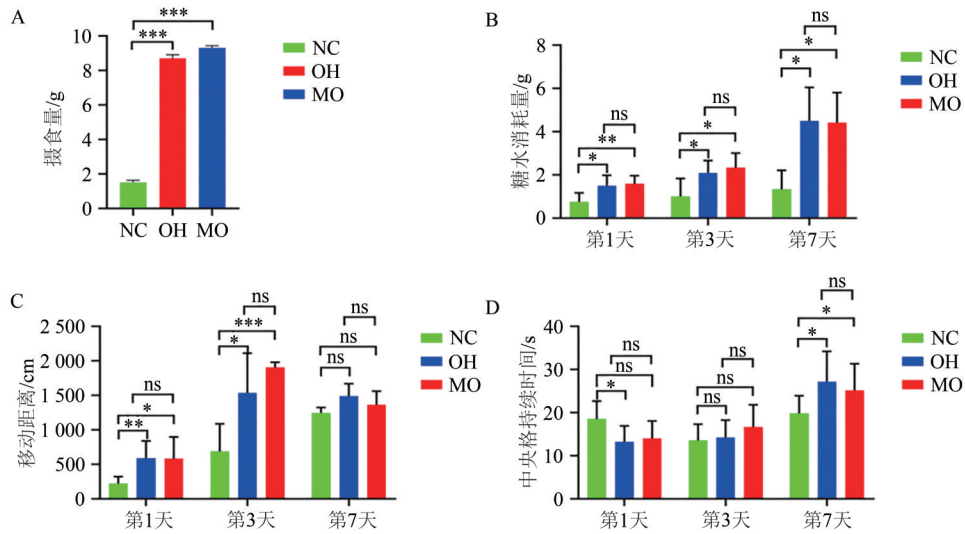 A
***
***
10
8
6
4
2
0
摄食量/g
NC
OH
MO
NC OH MO
B
ns
*
*
ns
*
*
ns
**
*
8
6
4
2
0
糖水消耗量/g
NC
OH
MO
第1天 第3天 第7天
C
ns
***
*
ns
ns
ns
ns
*
**
2 500
2 000
1 500
1 000
500
0
移动距离/cm
NC
OH
MO
第1天 第3天 第7天
D
ns
*
*
ns
ns
*
ns
ns
ns
40
30
20
10
0
中央格持续时间/s
NC
OH
MO
第1天 第3天 第7天